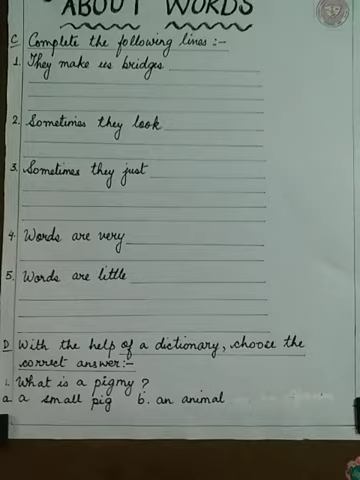 ABOUT WORDS
C Complete the following lines :-
1. They make us bridges
2. Sometimes they look
3. Sometimes they just
4. Words are very
5. Words are little
D With the help of a dictionary, choose the
correct answer:-
1. What is a pigmy ?
a. a small pig b. an animal